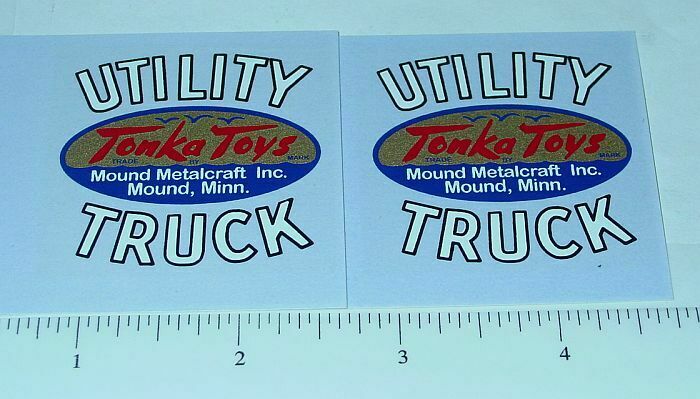 UTILITY
Tonka Toys
TRADE BY MARK
Mound Metalcraft Inc.
Mound, Minn.
TRUCK
UTILITY
Tonka Toys
TRADE BY MARK
Mound Metalcraft Inc.
Mound, Minn.
TRUCK
1 2 3 4